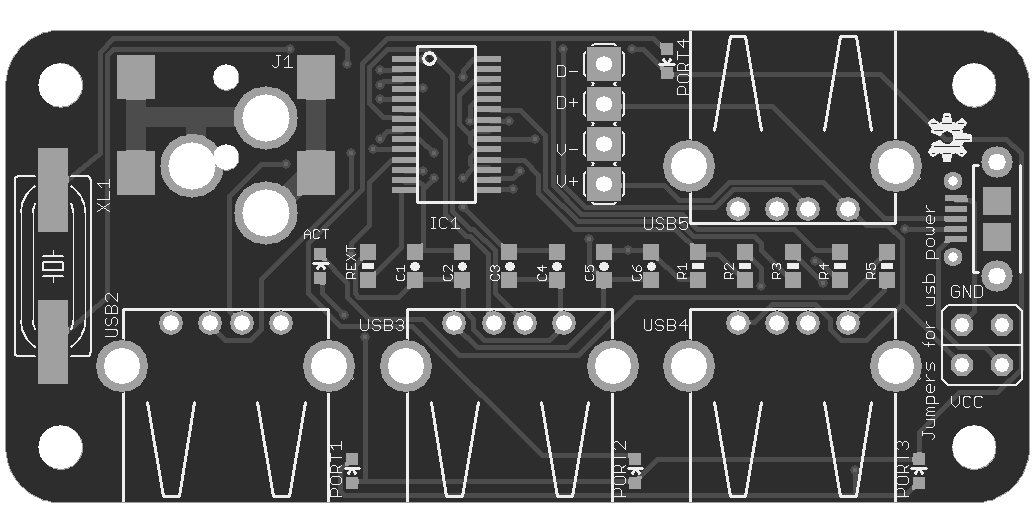 J1
D-
D+
V-
V+
PORT4
XL1
IC1
USB5
ACT
REXT
C1
C2
C3
C4
C5
C6
R1
R2
R3
R4
R5
Jumpers for usb power
GND
USB2
USB3
USB4
VCC
PORT1
PORT2
PORT3